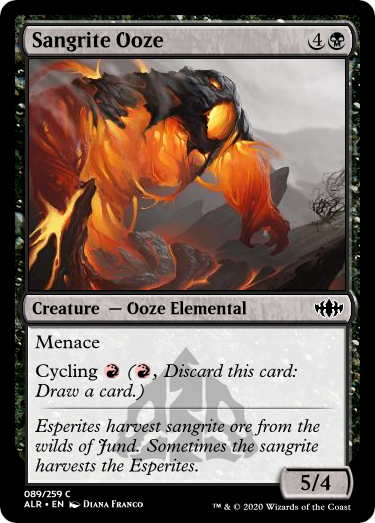 Sangrite Ooze 4
Creature — Ooze Elemental
Menace
Cycling (, Discard this card:
Draw a card.)
Esperites harvest sangrite ore from the
wilds of Jund. Sometimes the sangrite
harvests the Esperites.
5/4
089/259 C
ALR • EN Diana Franco
™ & © 2020 Wizards of the Coast